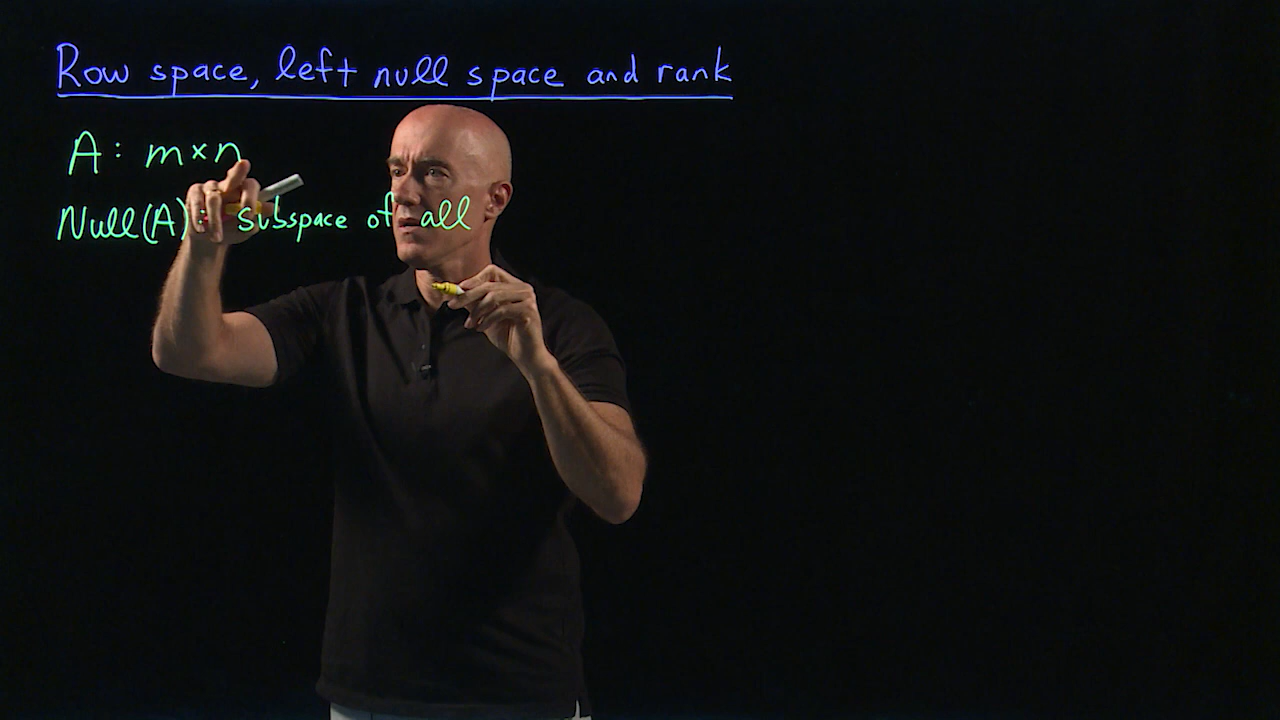 Row space, left null space and rank
A: m×n
Null(A): subspace of all